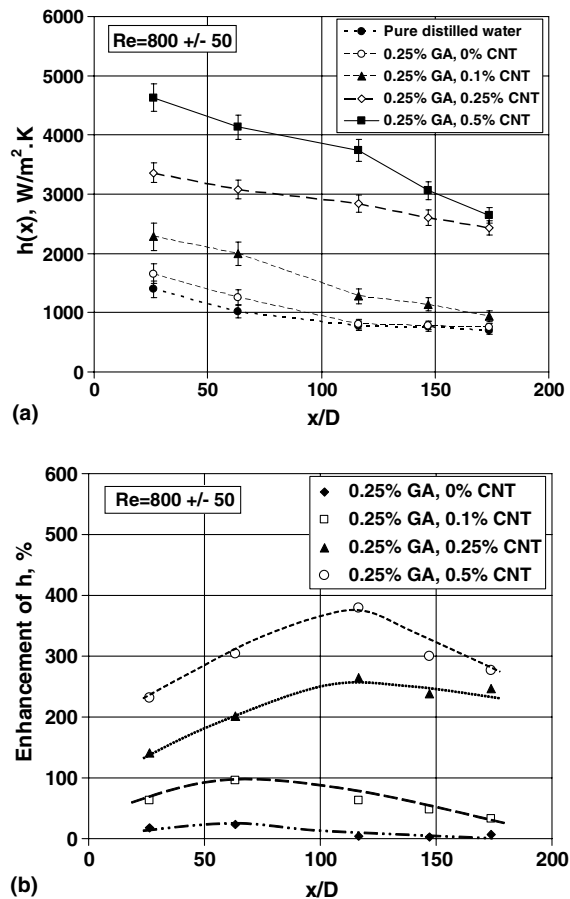 Re=800 +/- 50
Pure distilled water
0.25% GA, 0% CNT
0.25% GA, 0.1% CNT
0.25% GA, 0.25% CNT
0.25% GA, 0.5% CNT
h(x), W/m².K
6000
5000
4000
3000
2000
1000
0
0 50 100 150 200
x/D
(a)
Re=800 +/- 50
0.25% GA, 0% CNT
0.25% GA, 0.1% CNT
0.25% GA, 0.25% CNT
0.25% GA, 0.5% CNT
Enhancement of h, %
600
500
400
300
200
100
0
0 50 100 150 200
x/D
(b)